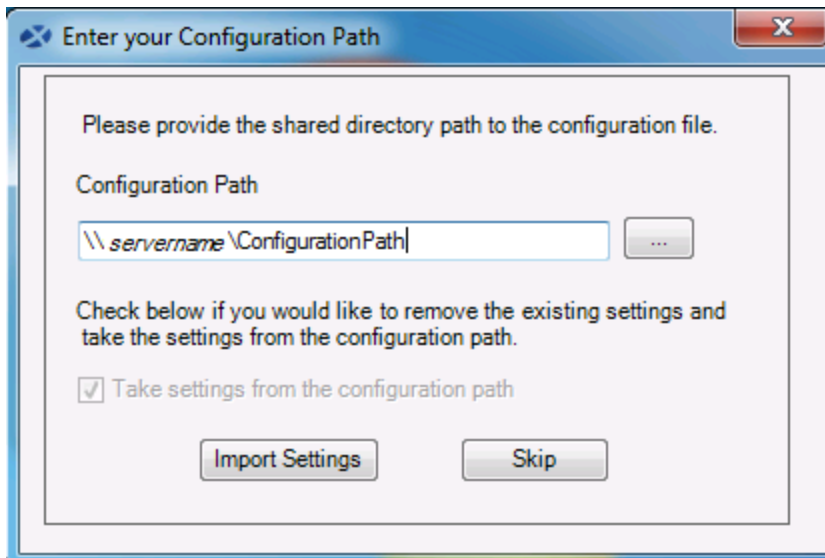 Enter your Configuration Path
X
Please provide the shared directory path to the configuration file.
Configuration Path
\\ servername \ConfigurationPath
...
Check below if you would like to remove the existing settings and
take the settings from the configuration path.
Take settings from the configuration path
Import Settings
Skip